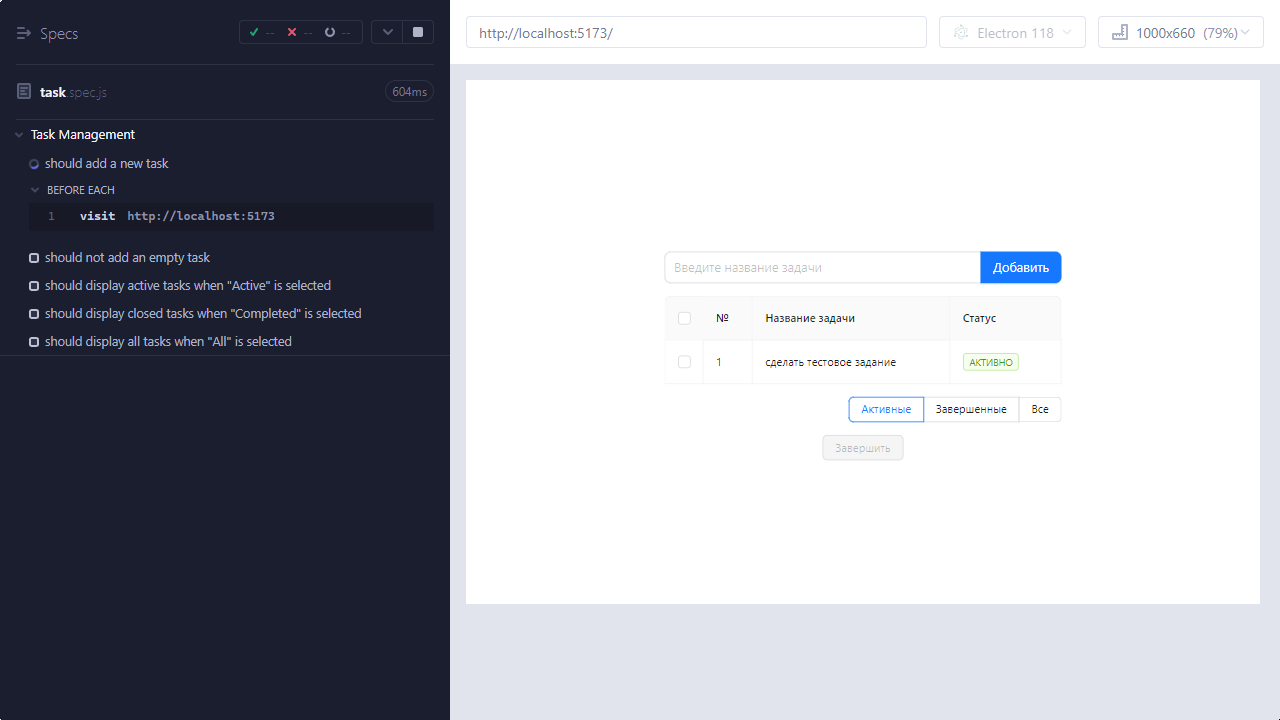 Specs -- -- --
task.spec.js 604ms
Task Management
should add a new task
BEFORE EACH
1 visit http://localhost:5173
should not add an empty task
should display active tasks when "Active" is selected
should display closed tasks when "Completed" is selected
should display all tasks when "All" is selected
http://localhost:5173/ Electron 118 1000x660 (79%)
Введите название задачи Добавить
№ Название задачи Статус
1 сделать тестовое задание АКТИВНО
Активные Завершенные Все
Завершить